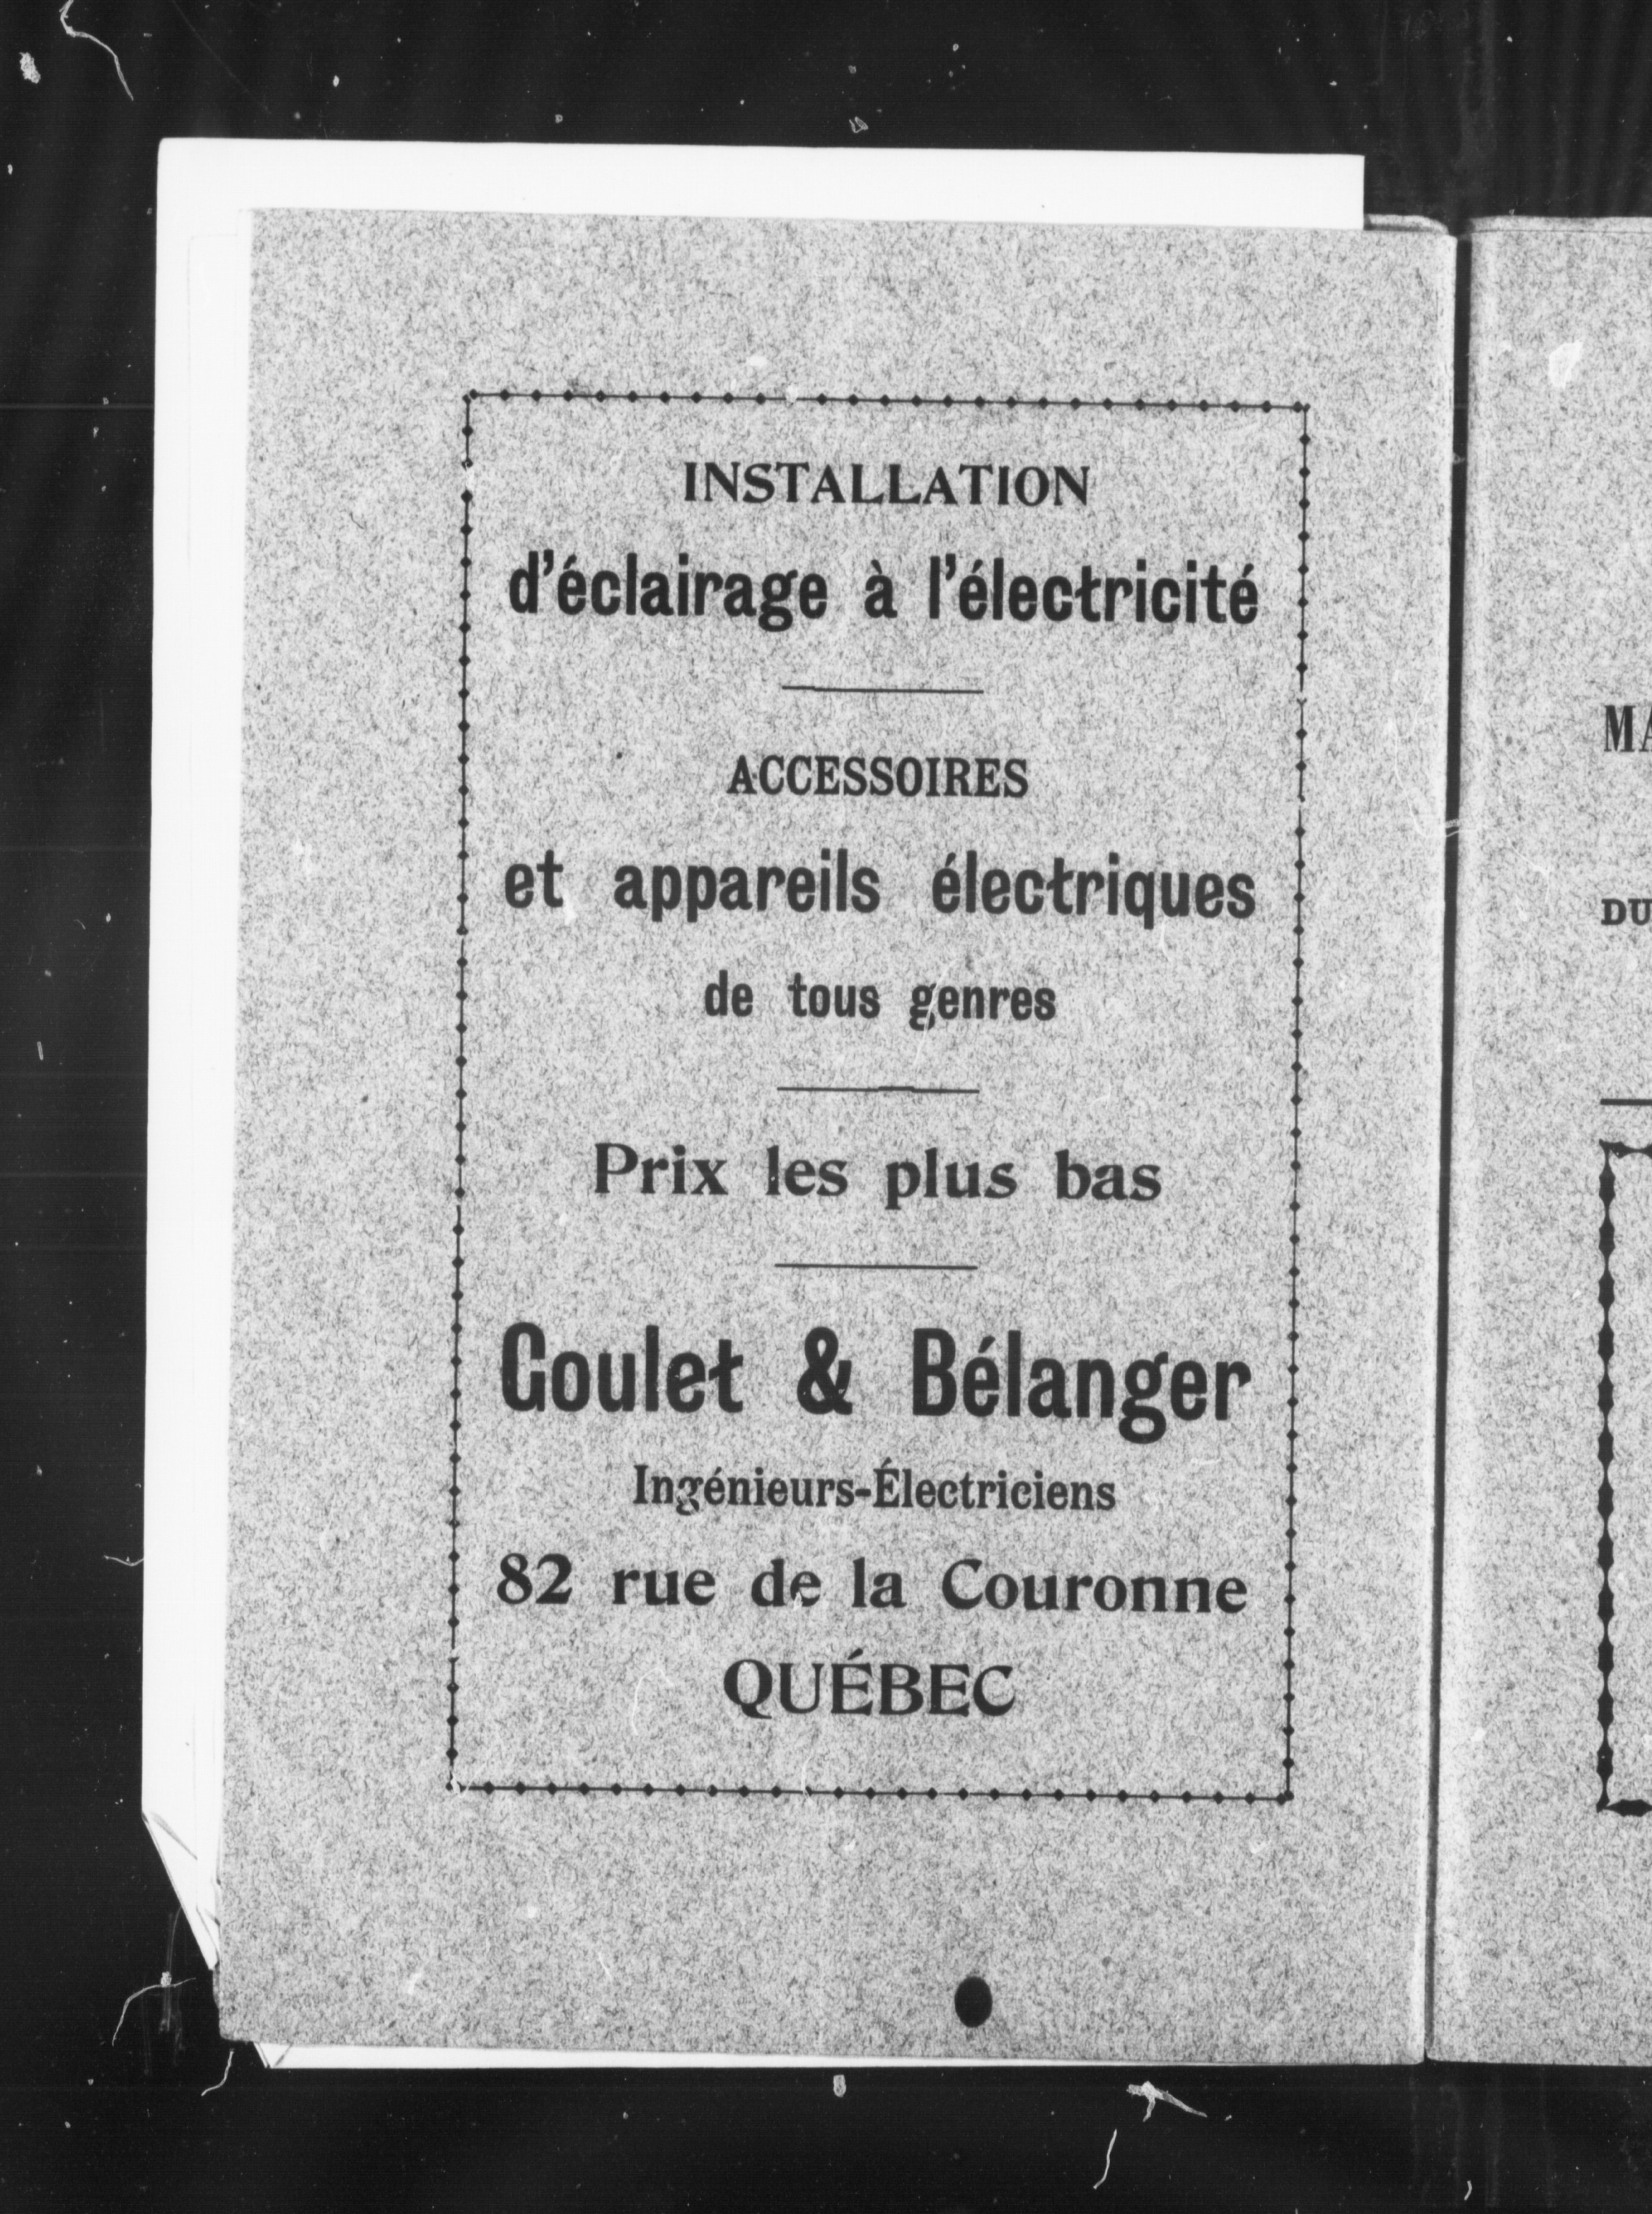 INSTALLATION
d'éclairage à l'électricité
ACCESSOIRES
et appareils électriques
de tous genres
Prix les plus bas
Goulet & Bélanger
Ingénieurs-Électriciens
82 rue de la Couronne
QUÉBEC
MA
DU